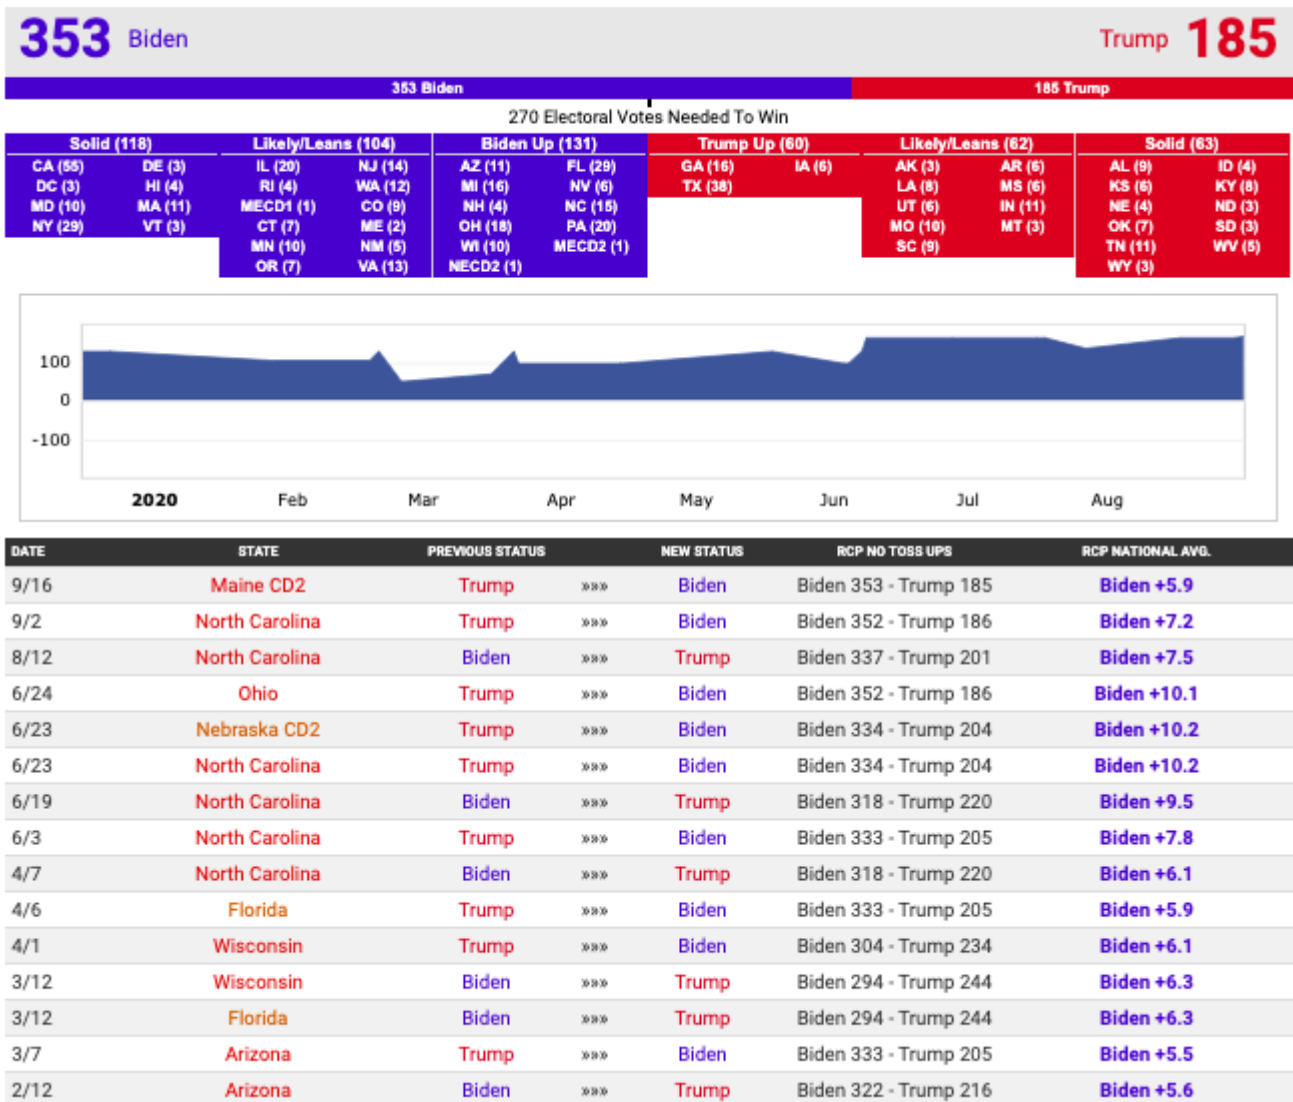 353 Biden Trump 185
353 Biden 185 Trump
270 Electoral Votes Needed To Win
Solid (118) Likely/Leans (104) Biden Up (131) Trump Up (60) Likely/Leans (62) Solid (63)
CA (55) DE (3) IL (20) NJ (14) AZ (11) FL (29) GA (16) IA (6) AK (3) AR (6) AL (9) ID (4)
DC (3) HI (4) RI (4) WA (12) MI (16) NV (6) TX (38) LA (8) MS (6) KS (6) KY (8)
MD (10) MA (11) MECD1 (1) CO (9) NH (4) NC (15) UT (6) IN (11) NE (4) ND (3)
NY (29) VT (3) CT (7) ME (2) OH (18) PA (20) MO (10) MT (3) OK (7) SD (3)
MN (10) NM (5) WI (10) MECD2 (1) SC (9) TN (11) WV (5)
OR (7) VA (13) NECD2 (1) WY (3)
100
0
-100
2020 Feb Mar Apr May Jun Jul Aug
DATE STATE PREVIOUS STATUS NEW STATUS RCP NO TOSS UPS RCP NATIONAL AVG.
9/16 Maine CD2 Trump »»» Biden Biden 353 - Trump 185 Biden +5.9
9/2 North Carolina Trump »»» Biden Biden 352 - Trump 186 Biden +7.2
8/12 North Carolina Biden »»» Trump Biden 337 - Trump 201 Biden +7.5
6/24 Ohio Trump »»» Biden Biden 352 - Trump 186 Biden +10.1
6/23 Nebraska CD2 Trump »»» Biden Biden 334 - Trump 204 Biden +10.2
6/23 North Carolina Trump »»» Biden Biden 334 - Trump 204 Biden +10.2
6/19 North Carolina Biden »»» Trump Biden 318 - Trump 220 Biden +9.5
6/3 North Carolina Trump »»» Biden Biden 333 - Trump 205 Biden +7.8
4/7 North Carolina Biden »»» Trump Biden 318 - Trump 220 Biden +6.1
4/6 Florida Trump »»» Biden Biden 333 - Trump 205 Biden +5.9
4/1 Wisconsin Trump »»» Biden Biden 304 - Trump 234 Biden +6.1
3/12 Wisconsin Biden »»» Trump Biden 294 - Trump 244 Biden +6.3
3/12 Florida Biden »»» Trump Biden 294 - Trump 244 Biden +6.3
3/7 Arizona Trump »»» Biden Biden 333 - Trump 205 Biden +5.5
2/12 Arizona Biden »»» Trump Biden 322 - Trump 216 Biden +5.6